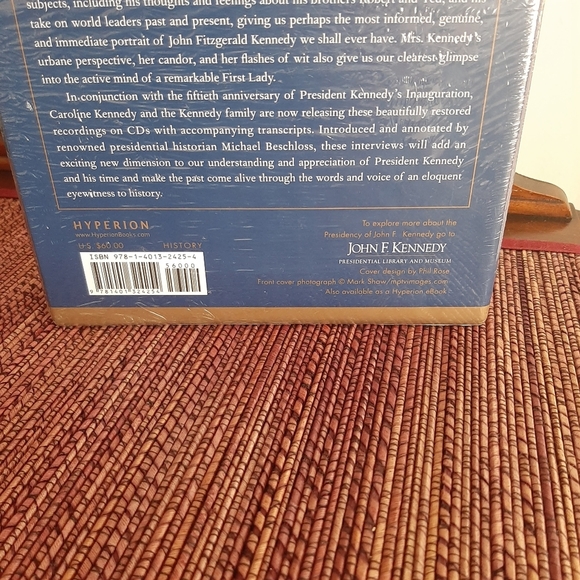 subjects, including his thoughts and feelings about his brothers Robert and Ted, and his
take on world leaders past and present, giving us perhaps the most informed, genuine,
and immediate portrait of John Fitzgerald Kennedy we shall ever have. Mrs. Kennedy's
urbane perspective, her candor, and her flashes of wit also give us our clearest glimpse
into the active mind of a remarkable First Lady.
In conjunction with the fiftieth anniversary of President Kennedy's Inauguration,
Caroline Kennedy and the Kennedy family are now releasing these beautifully restored
recordings on CDs with accompanying transcripts. Introduced and annotated by
renowned presidential historian Michael Beschloss, these interviews will add an
exciting new dimension to our understanding and appreciation of President Kennedy
and his time and make the past come alive through the words and voice of an eloquent
eyewitness to history.
HYPERION
www.HyperionBooks.com
U.S. $60.00 HISTORY
ISBN 978-1-4013-2425-4
56000
9 781401 324254
To explore more about the
Presidency of John F. Kennedy go to
JOHN F. KENNEDY
PRESIDENTIAL LIBRARY AND MUSEUM
Cover design by Phil Rose
Front cover photograph © Mark Shaw/mptvimages.com
Also available as a Hyperion eBook